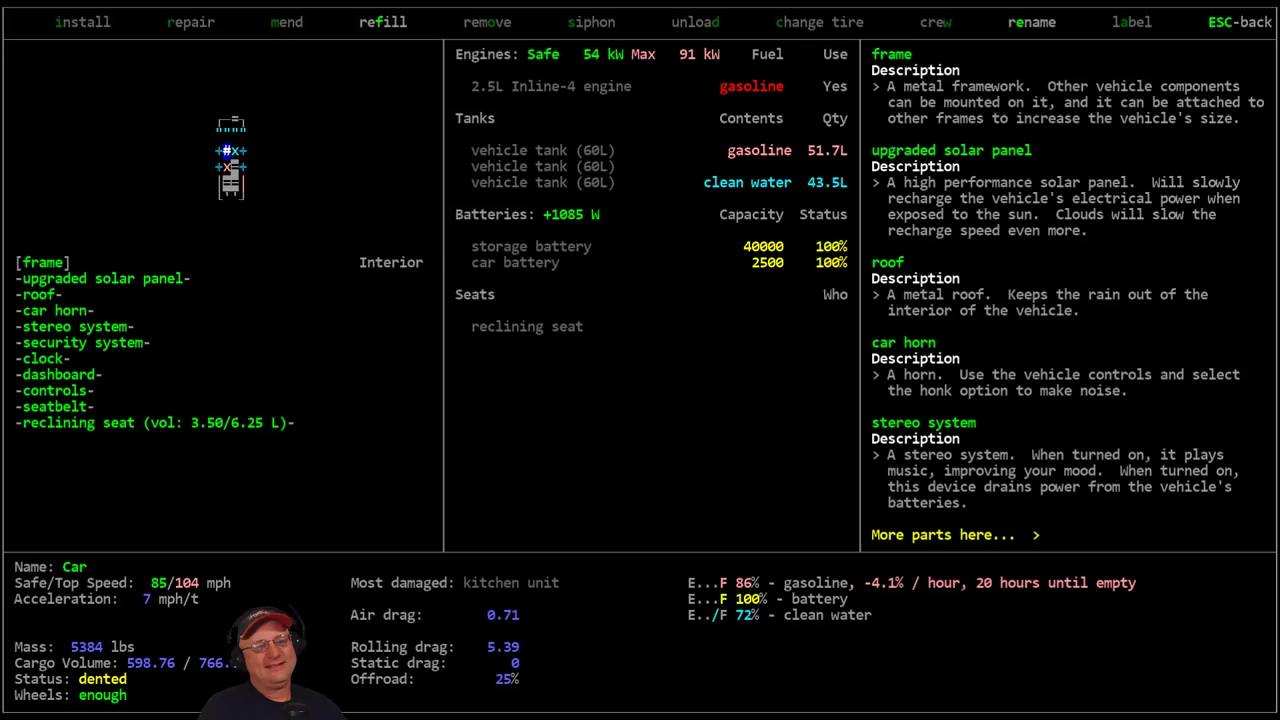 install repair mend refill remove siphon unload change tire crew rename label ESC-back
[frame] Interior
-upgraded solar panel-
-roof-
-car horn-
-stereo system-
-security system-
-clock-
-dashboard-
-controls-
-seatbelt-
-reclining seat (vol: 3.50/6.25 L)-
Engines: Safe 54 kW Max 91 kW Fuel Use
2.5L Inline-4 engine gasoline Yes
Tanks Contents Qty
vehicle tank (60L) gasoline 51.7L
vehicle tank (60L)
vehicle tank (60L) clean water 43.5L
Batteries: +1085 W Capacity Status
storage battery 40000 100%
car battery 2500 100%
Seats Who
reclining seat
frame
Description
> A metal framework. Other vehicle components
can be mounted on it, and it can be attached to
other frames to increase the vehicle's size.
upgraded solar panel
Description
> A high performance solar panel. Will slowly
recharge the vehicle's electrical power when
exposed to the sun. Clouds will slow the
recharge speed even more.
roof
Description
> A metal roof. Keeps the rain out of the
interior of the vehicle.
car horn
Description
> A horn. Use the vehicle controls and select
the honk option to make noise.
stereo system
Description
> A stereo system. When turned on, it plays
music, improving your mood. When turned on,
this device drains power from the vehicle's
batteries.
More parts here... >
Name: Car
Safe/Top Speed: 85/104 mph
Acceleration: 7 mph/t
Mass: 5384 lbs
Cargo Volume: 598.76 / 766.
Status: dented
Wheels: enough
Most damaged: kitchen unit
Air drag: 0.71
Rolling drag: 5.39
Static drag: 0
Offroad: 25%
E...F 86% - gasoline, -4.1% / hour, 20 hours until empty
E...F 100% - battery
E../F 72% - clean water